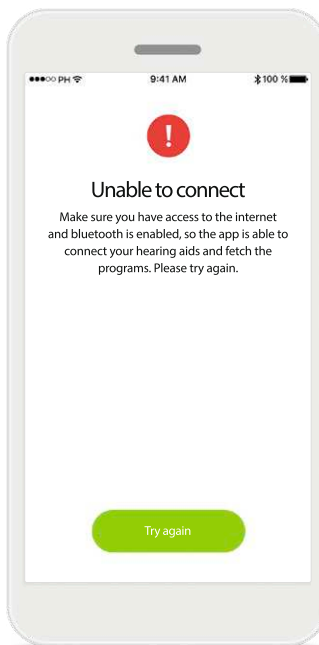 PH 9:41 AM 100 %
!
Unable to connect
Make sure you have access to the internet
and bluetooth is enabled, so the app is able to
connect your hearing aids and fetch the
programs. Please try again.
Try again